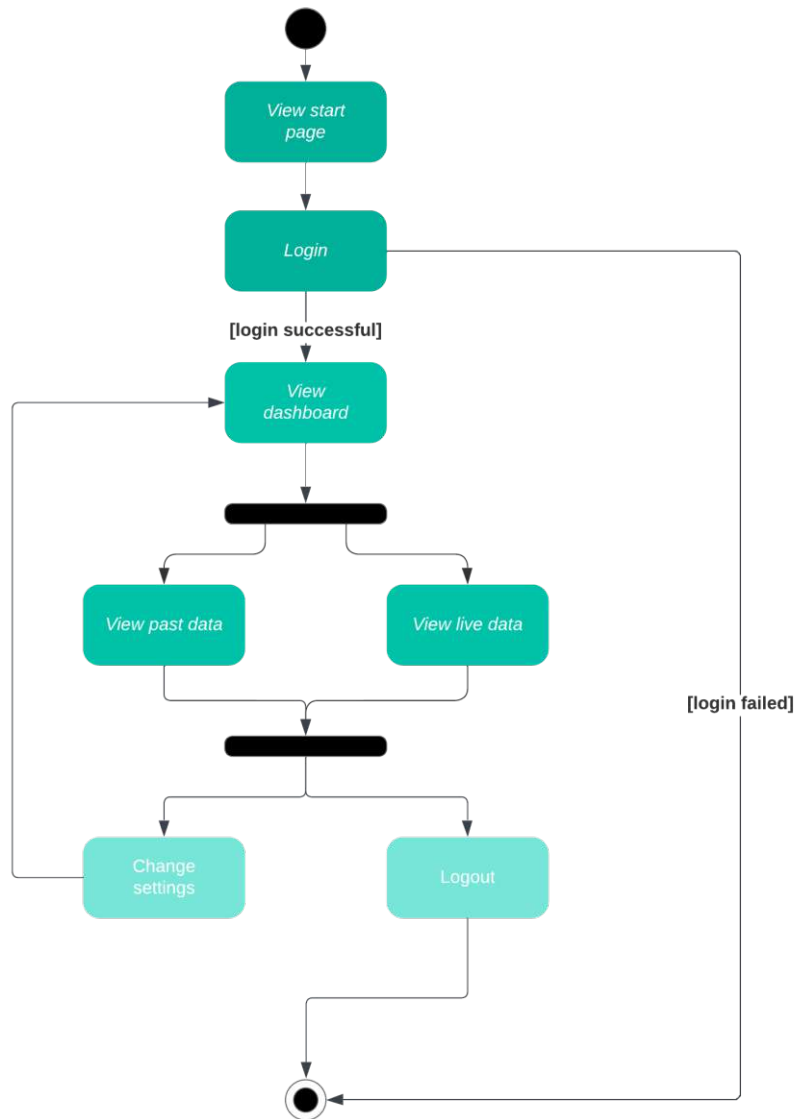 View start
page
Login
[login successful]
View
dashboard
View past data
View live data
[login failed]
Change
settings
Logout